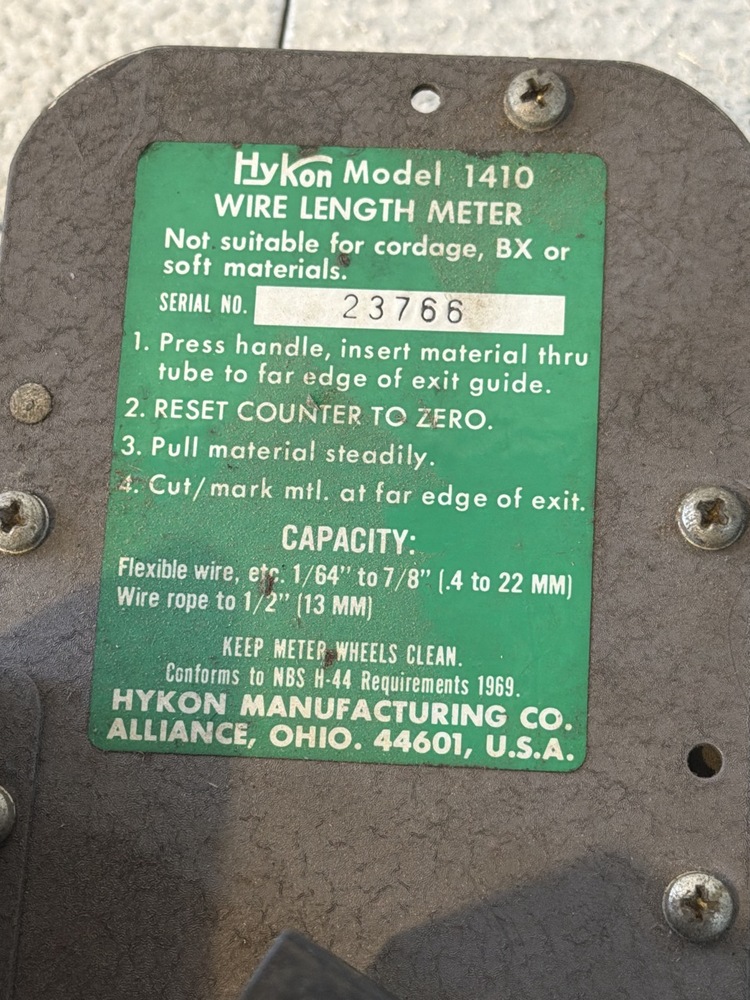 Hykon Model 1410
WIRE LENGTH METER
Not suitable for cordage, BX or
soft materials.
SERIAL NO. 23766
1. Press handle, insert material thru
tube to far edge of exit guide.
2. RESET COUNTER TO ZERO.
3. Pull material steadily.
4. Cut/mark mtl. at far edge of exit.
CAPACITY:
Flexible wire, etc. 1/64" to 7/8" (.4 to 22 MM)
Wire rope to 1/2" (13 MM)
KEEP METER WHEELS CLEAN.
Conforms to NBS H-44 Requirements 1969.
HYKON MANUFACTURING CO.
ALLIANCE, OHIO. 44601, U.S.A.